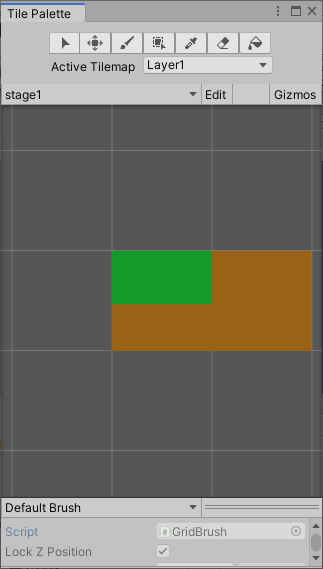 Tile Palette
Active Tilemap Layer1
stage1 Edit Gizmos
Default Brush
Script GridBrush
Lock Z Position